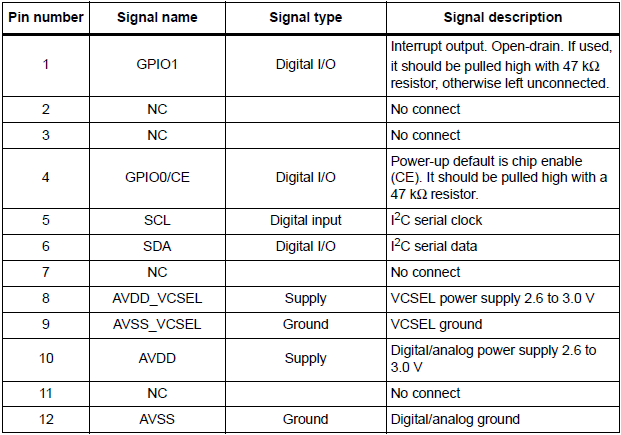 Pin number Signal name Signal type Signal description
1 GPIO1 Digital I/O Interrupt output. Open-drain. If used,
it should be pulled high with 47 kΩ
resistor, otherwise left unconnected.
2 NC No connect
3 NC No connect
4 GPIO0/CE Digital I/O Power-up default is chip enable
(CE). It should be pulled high with a
47 kΩ resistor.
5 SCL Digital input I2C serial clock
6 SDA Digital I/O I2C serial data
7 NC No connect
8 AVDD_VCSEL Supply VCSEL power supply 2.6 to 3.0 V
9 AVSS_VCSEL Ground VCSEL ground
10 AVDD Supply Digital/analog power supply 2.6 to
3.0 V
11 NC No connect
12 AVSS Ground Digital/analog ground